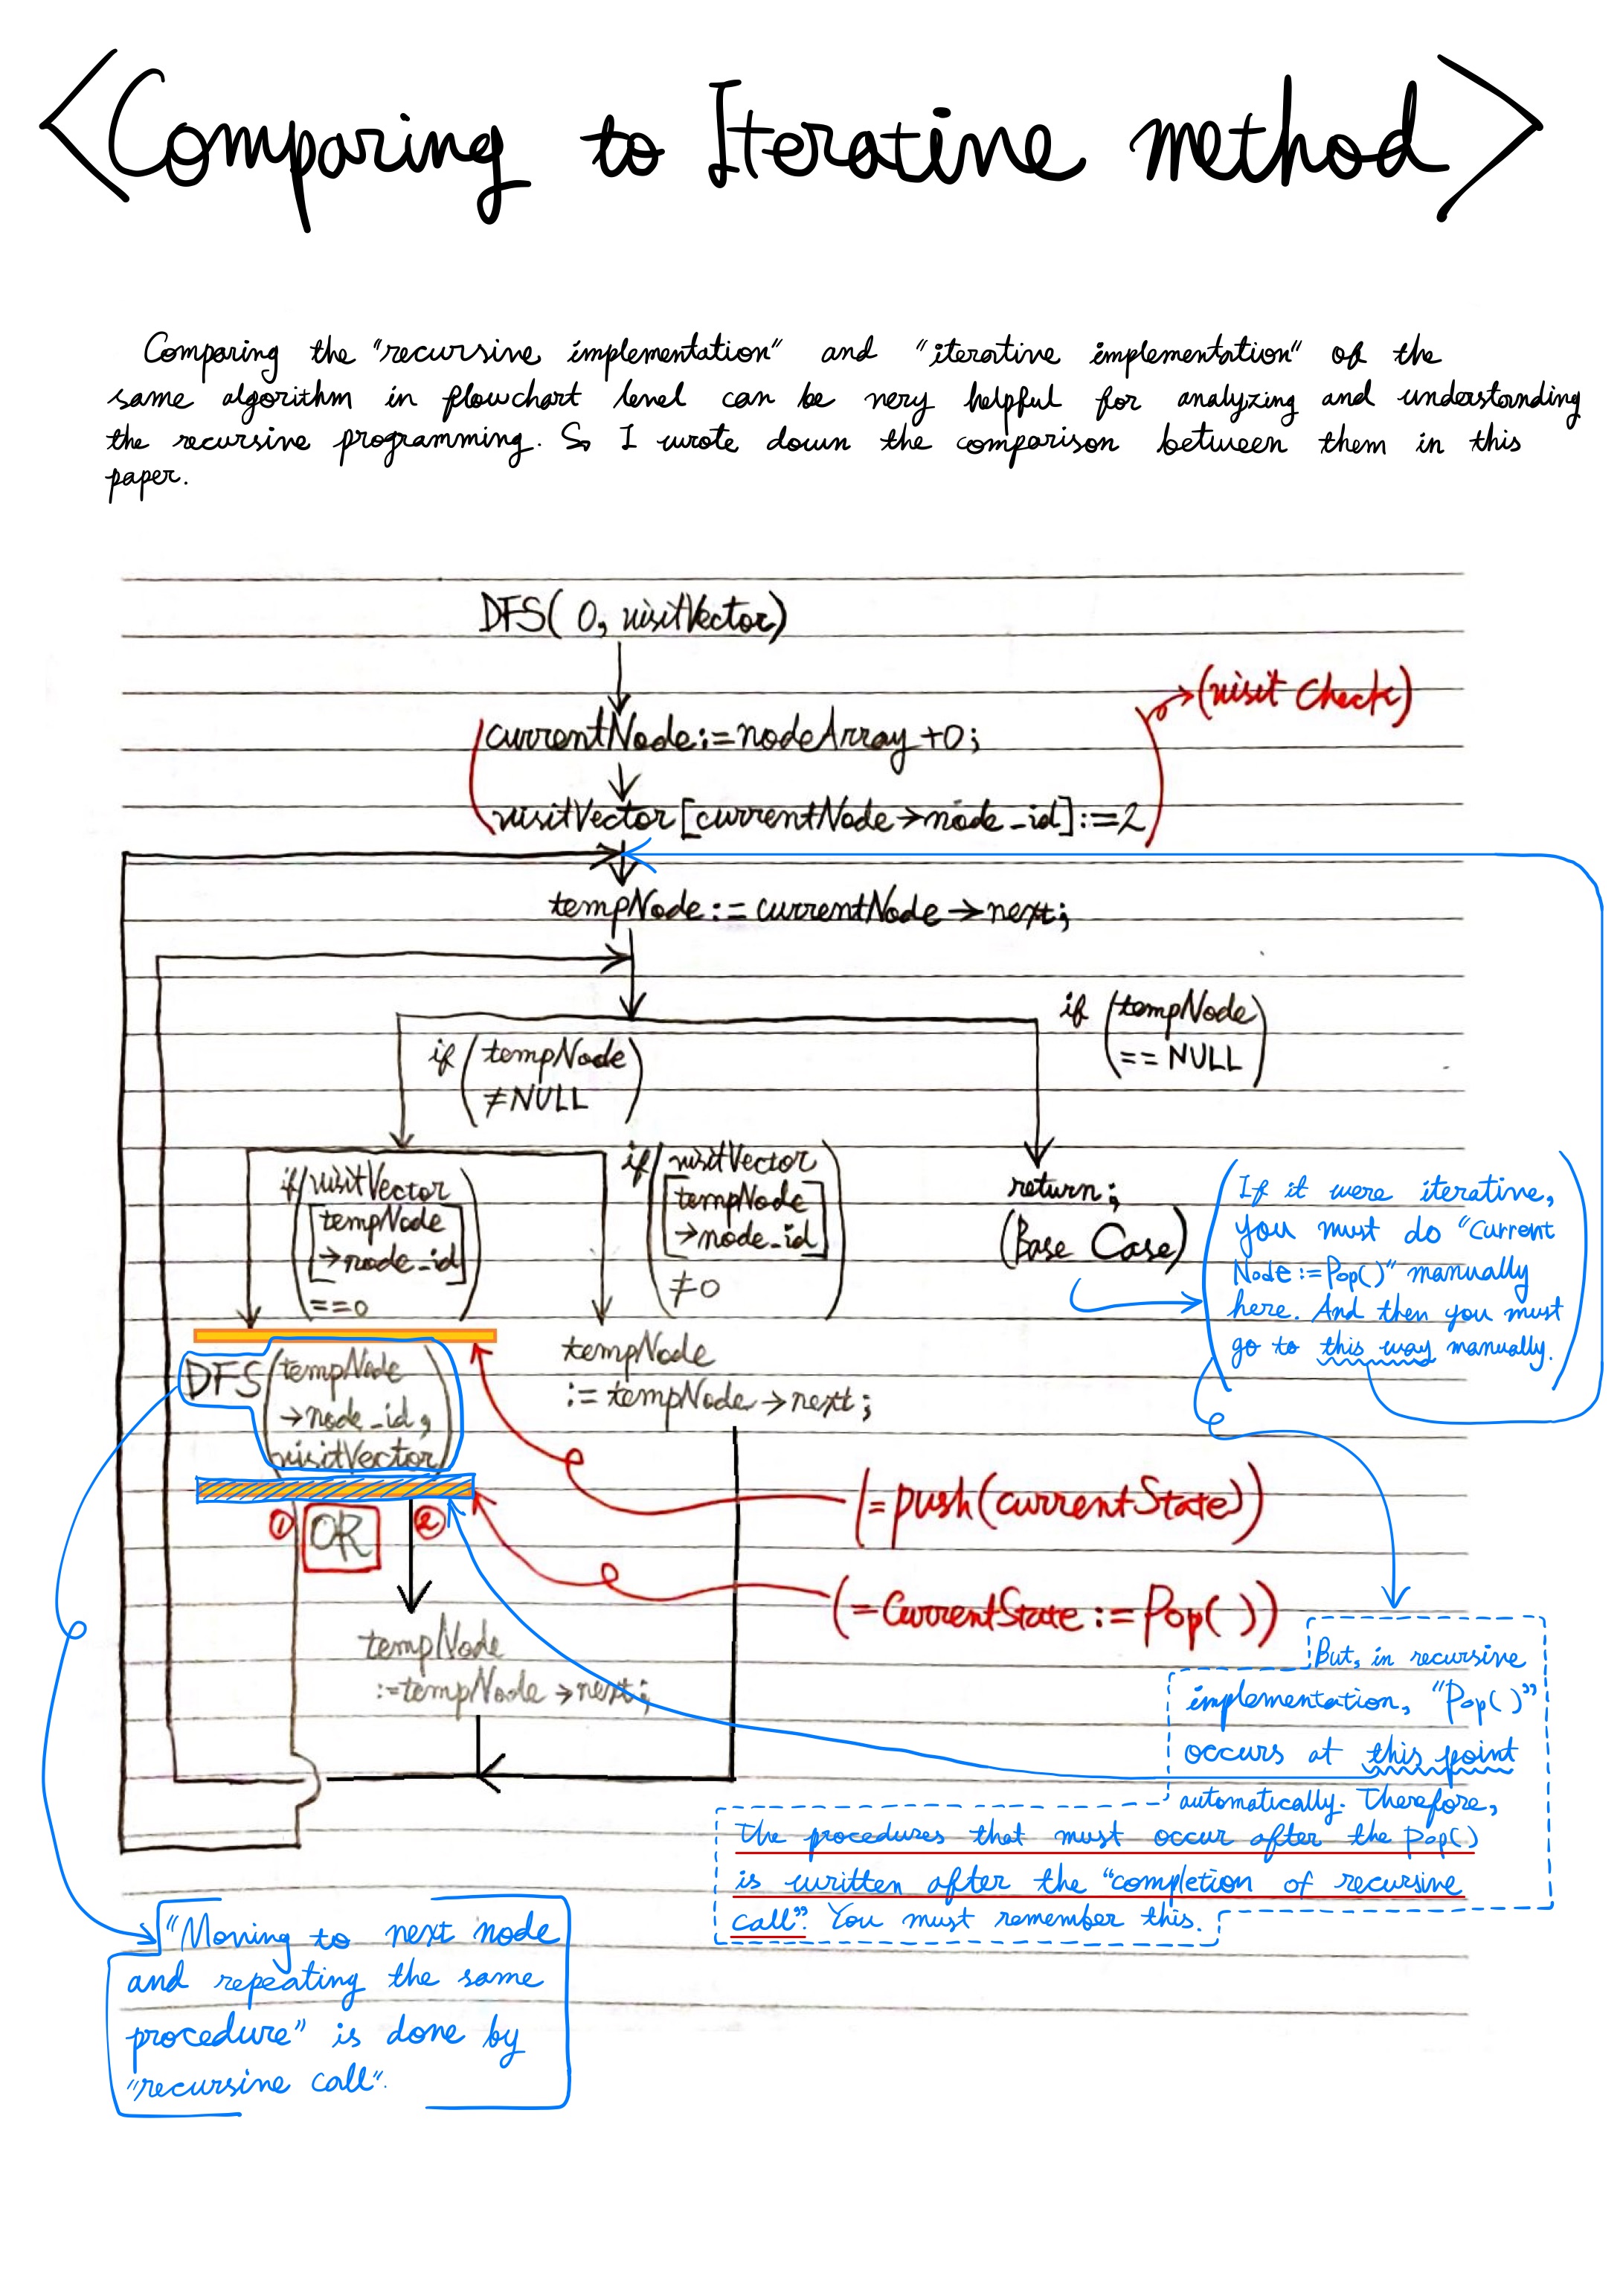 <Comparing to Iterative method>
Comparing the "recursive implementation" and "iterative implementation" of the
same algorithm in flowchart level can be very helpful for analyzing and understanding
the recursive programming. So I wrote down the comparison between them in this
paper.
DFS( 0, visitVector)
(visit Check)
currentNode:=nodeArray+0;
visitVector[currentNode→node_id]:=2
tempNode:=currentNode→next;
if (tempNode
== NULL)
if (tempNode
≠NULL)
if (visitVector
[tempNode
→node_id]
==0)
if (visitVector
[tempNode
→node_id]
≠0)
return;
(Base Case)
(If it were iterative,
you must do "Current
Node:=Pop()" manually
here. And then you must
go to this way manually.)
DFS(tempNode
→node_id,
visitVector)
tempNode
:=tempNode→next;
(=push(currentState))
① OR ②
(=CurrentState:=Pop( ))
tempNode
:=tempNode→next;
But, in recursive
implementation, "Pop( )"
occurs at this point
automatically. Therefore,
the procedures that must occur after the Pop()
is written after the "completion of recursive
call". You must remember this.
"Moving to next node
and repeating the same
procedure" is done by
"recursive call".